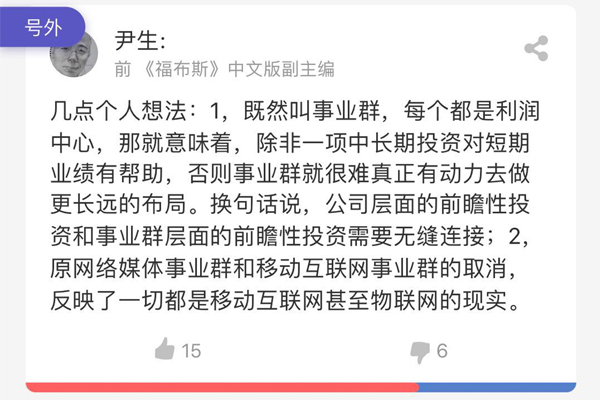 号外
尹生:
前 《福布斯》中文版副主编
几点个人想法：1，既然叫事业群，每个都是利润
中心，那就意味着，除非一项中长期投资对短期
业绩有帮助，否则事业群就很难真正有动力去做
更长远的布局。换句话说，公司层面的前瞻性投
资和事业群层面的前瞻性投资需要无缝连接；2，
原网络媒体事业群和移动互联网事业群的取消，
反映了一切都是移动互联网甚至物联网的现实。
15
6